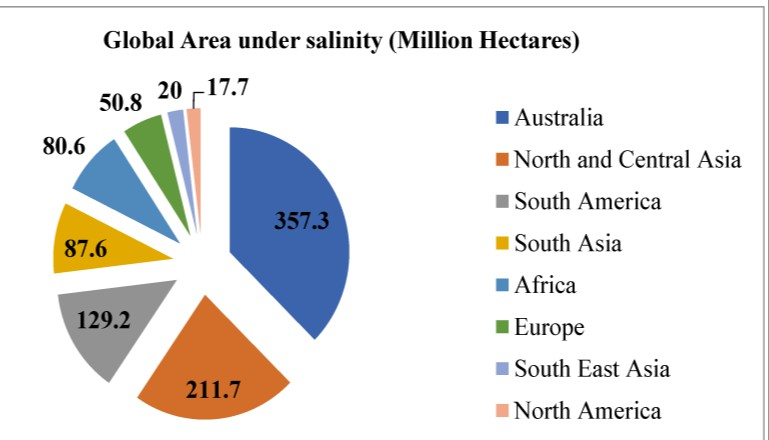 Global Area under salinity (Million Hectares)
50.8 20 17.7
80.6
357.3
87.6
129.2
211.7
Australia
North and Central Asia
South America
South Asia
Africa
Europe
South East Asia
North America